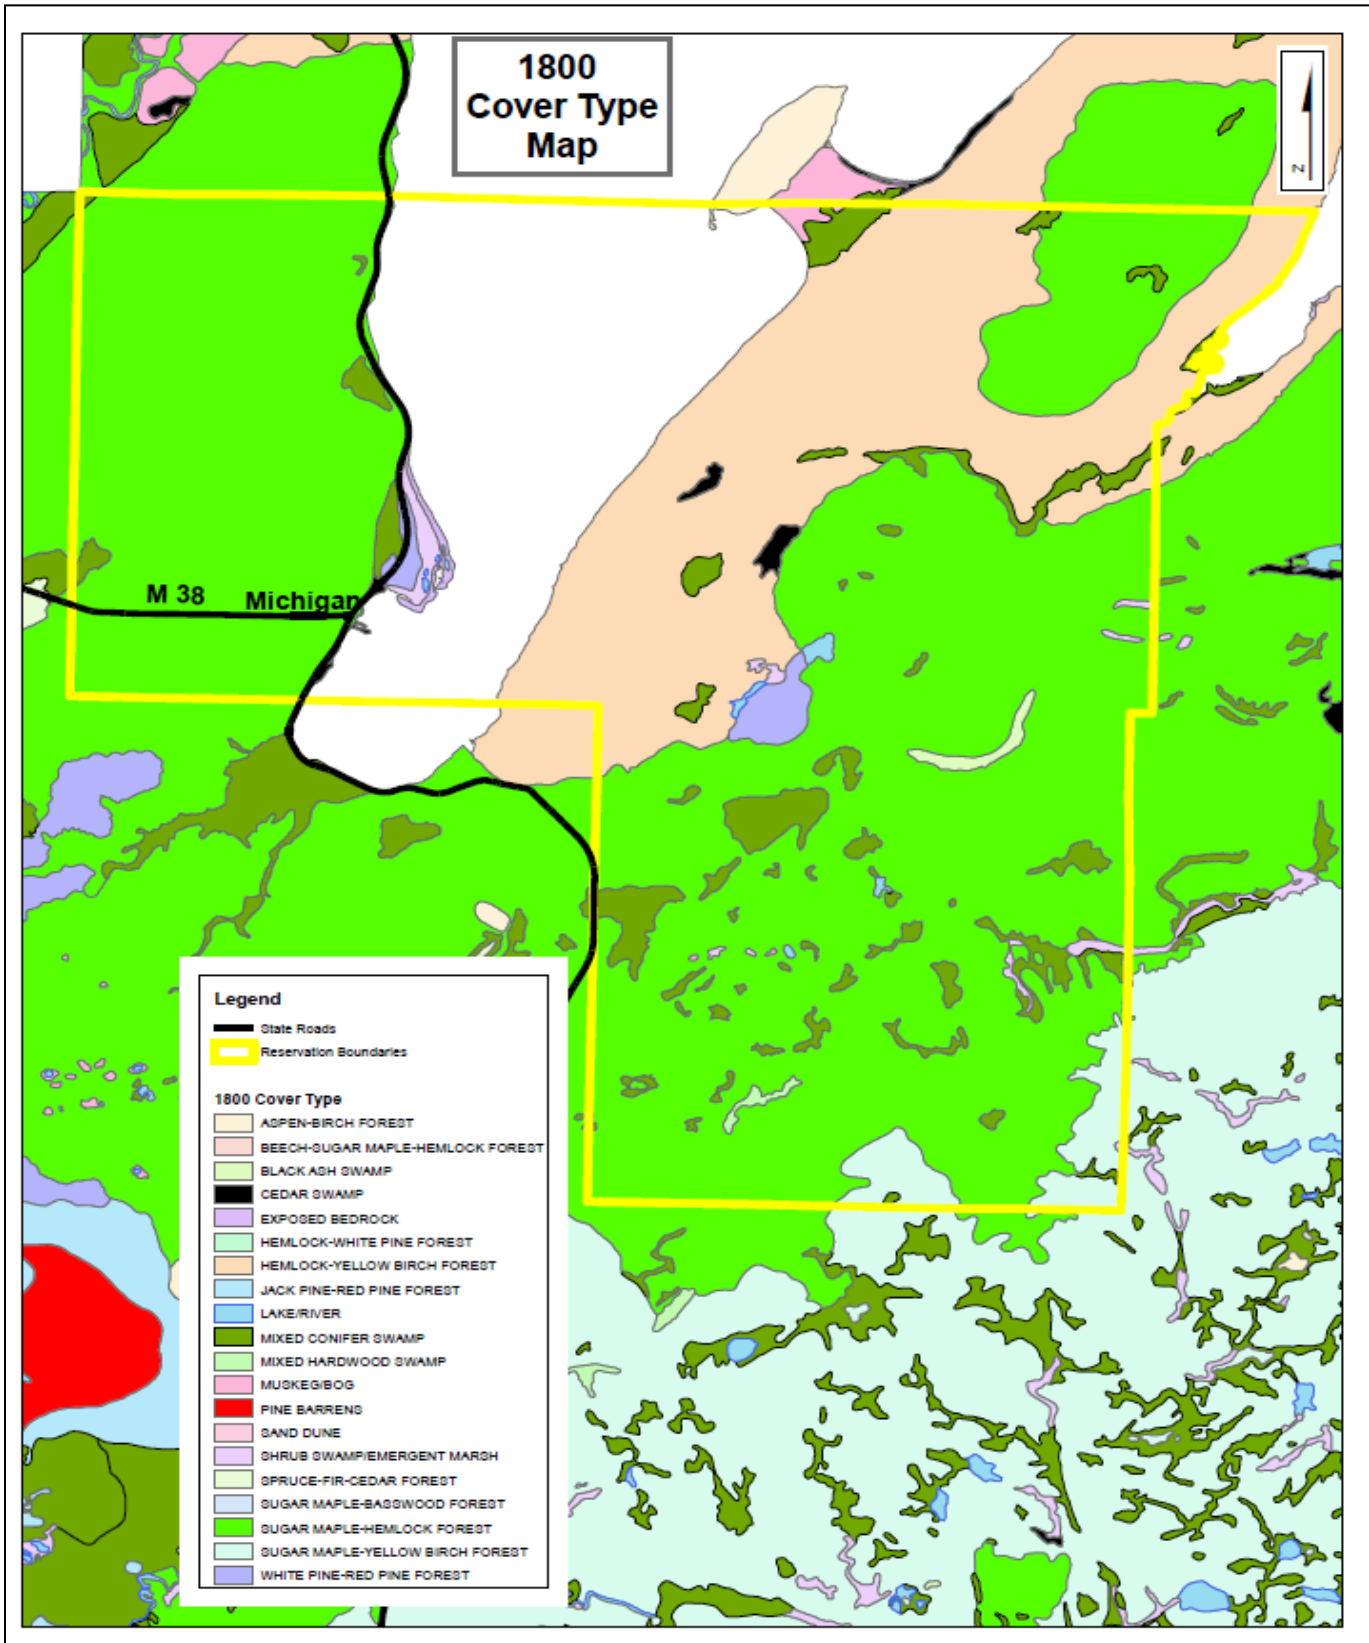 1800
Cover Type
Map
N
M 38 Michigan
Legend
State Roads
Reservation Boundaries
1800 Cover Type
ASPEN-BIRCH FOREST
BEECH-SUGAR MAPLE-HEMLOCK FOREST
BLACK ASH SWAMP
CEDAR SWAMP
EXPOSED BEDROCK
HEMLOCK-WHITE PINE FOREST
HEMLOCK-YELLOW BIRCH FOREST
JACK PINE-RED PINE FOREST
LAKE/RIVER
MIXED CONIFER SWAMP
MIXED HARDWOOD SWAMP
MUSKEG/BOG
PINE BARRENS
SAND DUNE
SHRUB SWAMP/EMERGENT MARSH
SPRUCE-FIR-CEDAR FOREST
SUGAR MAPLE-BASSWOOD FOREST
SUGAR MAPLE-HEMLOCK FOREST
SUGAR MAPLE-YELLOW BIRCH FOREST
WHITE PINE-RED PINE FOREST